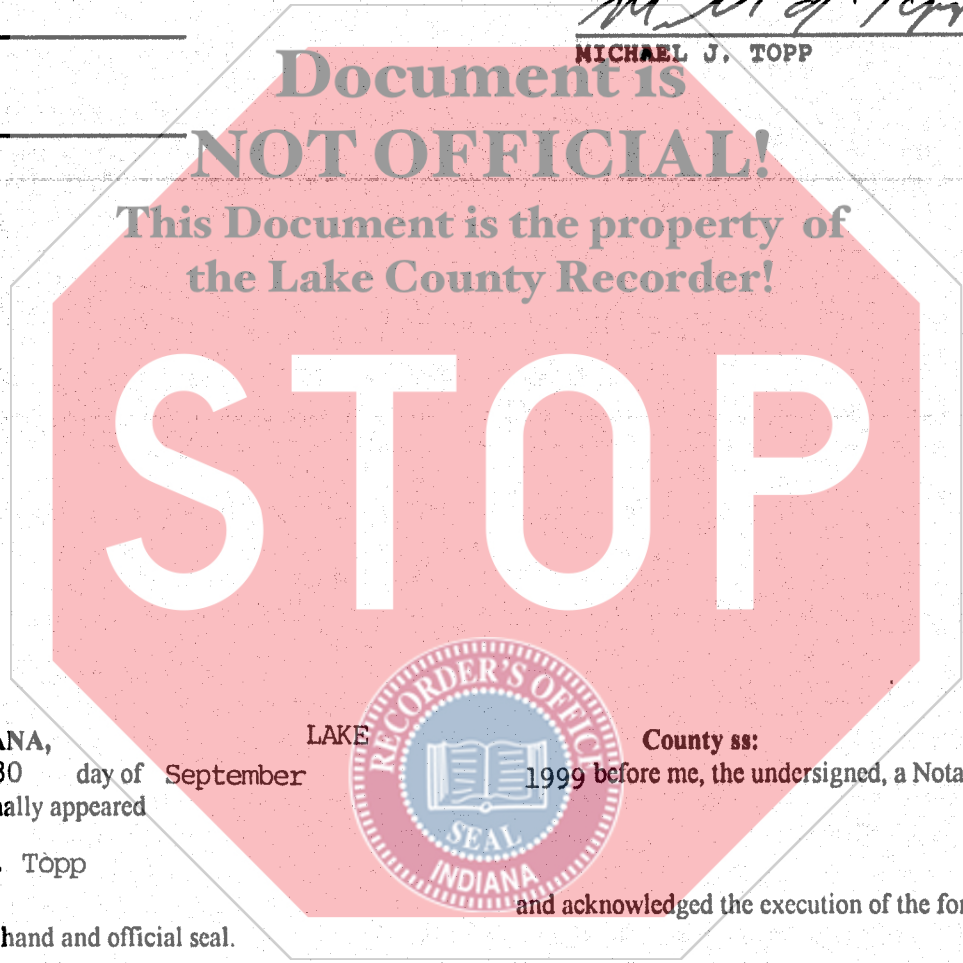 MICHAEL J. TOPP
Document is
NOT OFFICIAL!
This Document is the property of
the Lake County Recorder!
STOP
RECORDER'S OFFICE
SEAL
INDIANA
ANA, LAKE County ss:
30 day of September 1999 before me, the undersigned, a Nota
nally appeared
. Topp
and acknowledged the execution of the for
hand and official seal.